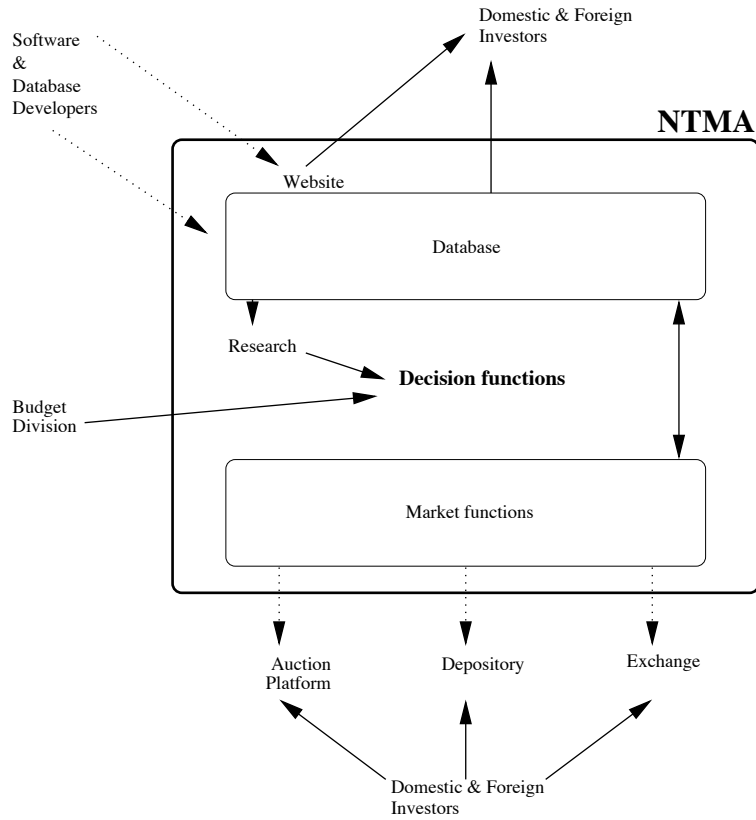 Domestic & Foreign
Investors
Software
&
Database
Developers
NTMA
Website
Database
Research
Decision functions
Budget
Division
Market functions
Auction
Platform
Depository
Exchange
Domestic & Foreign
Investors